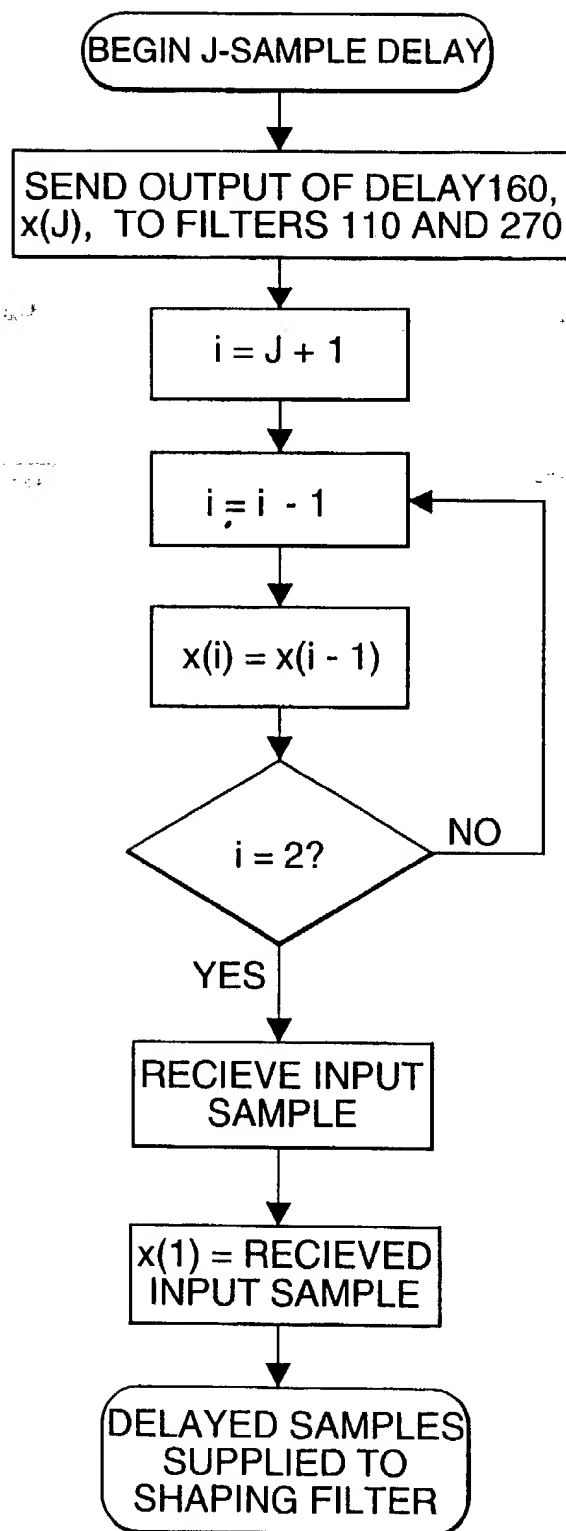 BEGIN J-SAMPLE DELAY
SEND OUTPUT OF DELAY160,
x(J), TO FILTERS 110 AND 270
i = J + 1
i = i - 1
x(i) = x(i - 1)
i = 2?
NO
YES
RECIEVE INPUT
SAMPLE
x(1) = RECIEVED
INPUT SAMPLE
DELAYED SAMPLES
SUPPLIED TO
SHAPING FILTER